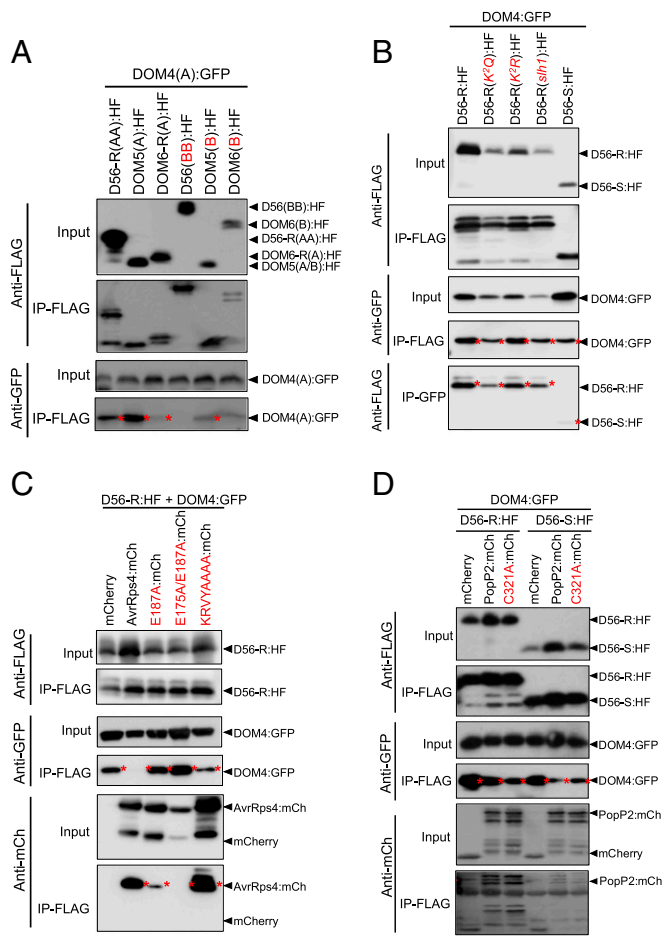 A
DOM4(A):GFP
D56-R(AA):HF
DOM5(A):HF
DOM6-R(A):HF
D56(BB):HF
DOM5(B):HF
DOM6(B):HF
Anti-FLAG
Input
D56(BB):HF
DOM6(B):HF
D56-R(AA):HF
DOM6-R(A):HF
DOM5(A/B):HF
IP-FLAG
Anti-GFP
Input
DOM4(A):GFP
IP-FLAG
* * * * *
DOM4(A):GFP
B
DOM4:GFP
D56-R:HF
D56-R(K²Q):HF
D56-R(K²R):HF
D56-R(slh1):HF
D56-S:HF
Anti-FLAG
Input
D56-R:HF
D56-S:HF
IP-FLAG
Anti-GFP
Input
DOM4:GFP
IP-FLAG
* * * * *
DOM4:GFP
Anti-FLAG
IP-GFP
* * * *
D56-R:HF
*
D56-S:HF
C
D56-R:HF + DOM4:GFP
mCherry
AvrRps4:mCh
E187A:mCh
E175A/E187A:mCh
KRVYAAAA:mCh
Anti-FLAG
Input
D56-R:HF
IP-FLAG
D56-R:HF
Anti-GFP
Input
DOM4:GFP
IP-FLAG
* * * *
DOM4:GFP
Anti-mCh
Input
AvrRps4:mCh
mCherry
IP-FLAG
* * * *
AvrRps4:mCh
mCherry
D
DOM4:GFP
D56-R:HF
D56-S:HF
mCherry
PopP2:mCh
C321A:mCh
mCherry
PopP2:mCh
C321A:mCh
Anti-FLAG
Input
D56-R:HF
D56-S:HF
IP-FLAG
D56-R:HF
D56-S:HF
Anti-GFP
Input
DOM4:GFP
IP-FLAG
* * * * * *
DOM4:GFP
Anti-mCh
Input
PopP2:mCh
mCherry
IP-FLAG
PopP2:mCh